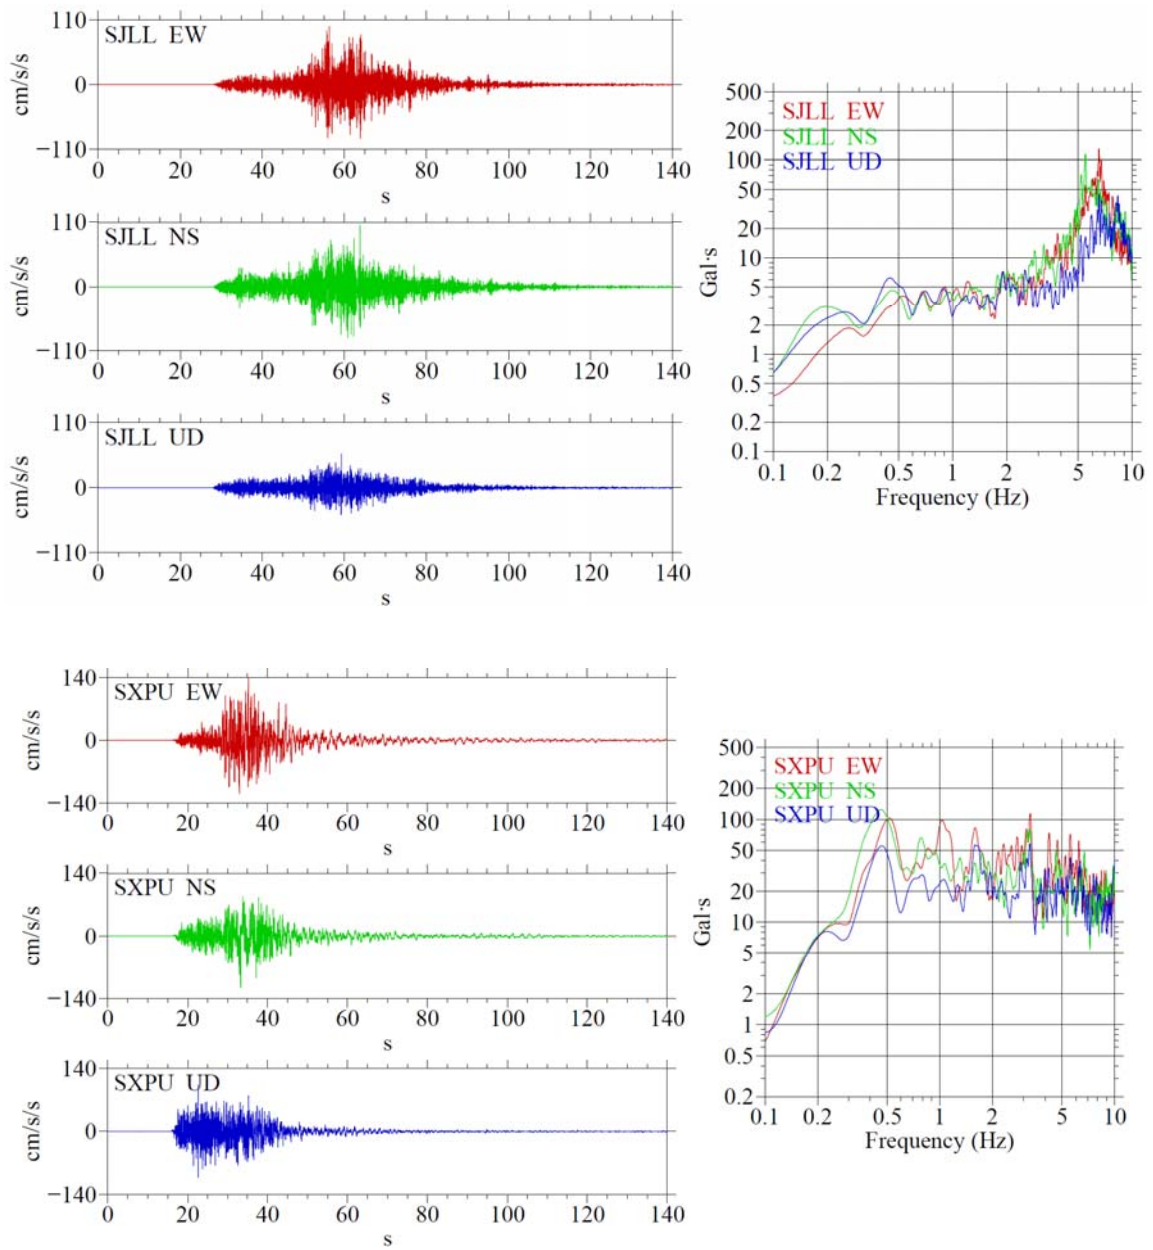 110
SJLL EW
cm/s/s
0
−110
0 20 40 60 80 100 120 140
s
110
SJLL NS
cm/s/s
0
−110
0 20 40 60 80 100 120 140
s
110
SJLL UD
cm/s/s
0
−110
0 20 40 60 80 100 120 140
s
500
SJLL EW
200
SJLL NS
100
SJLL UD
50
20
10
Gal·s
5
2
1
0.5
0.2
0.1
0.1 0.2 0.5 1 2 5 10
Frequency (Hz)
140
SXPU EW
cm/s/s
0
−140
0 20 40 60 80 100 120 140
s
140
SXPU NS
cm/s/s
0
−140
0 20 40 60 80 100 120 140
s
140
SXPU UD
cm/s/s
0
−140
0 20 40 60 80 100 120 140
s
500
SXPU EW
200
SXPU NS
100
SXPU UD
50
20
10
Gal·s
5
2
1
0.5
0.2
0.1 0.2 0.5 1 2 5 10
Frequency (Hz)